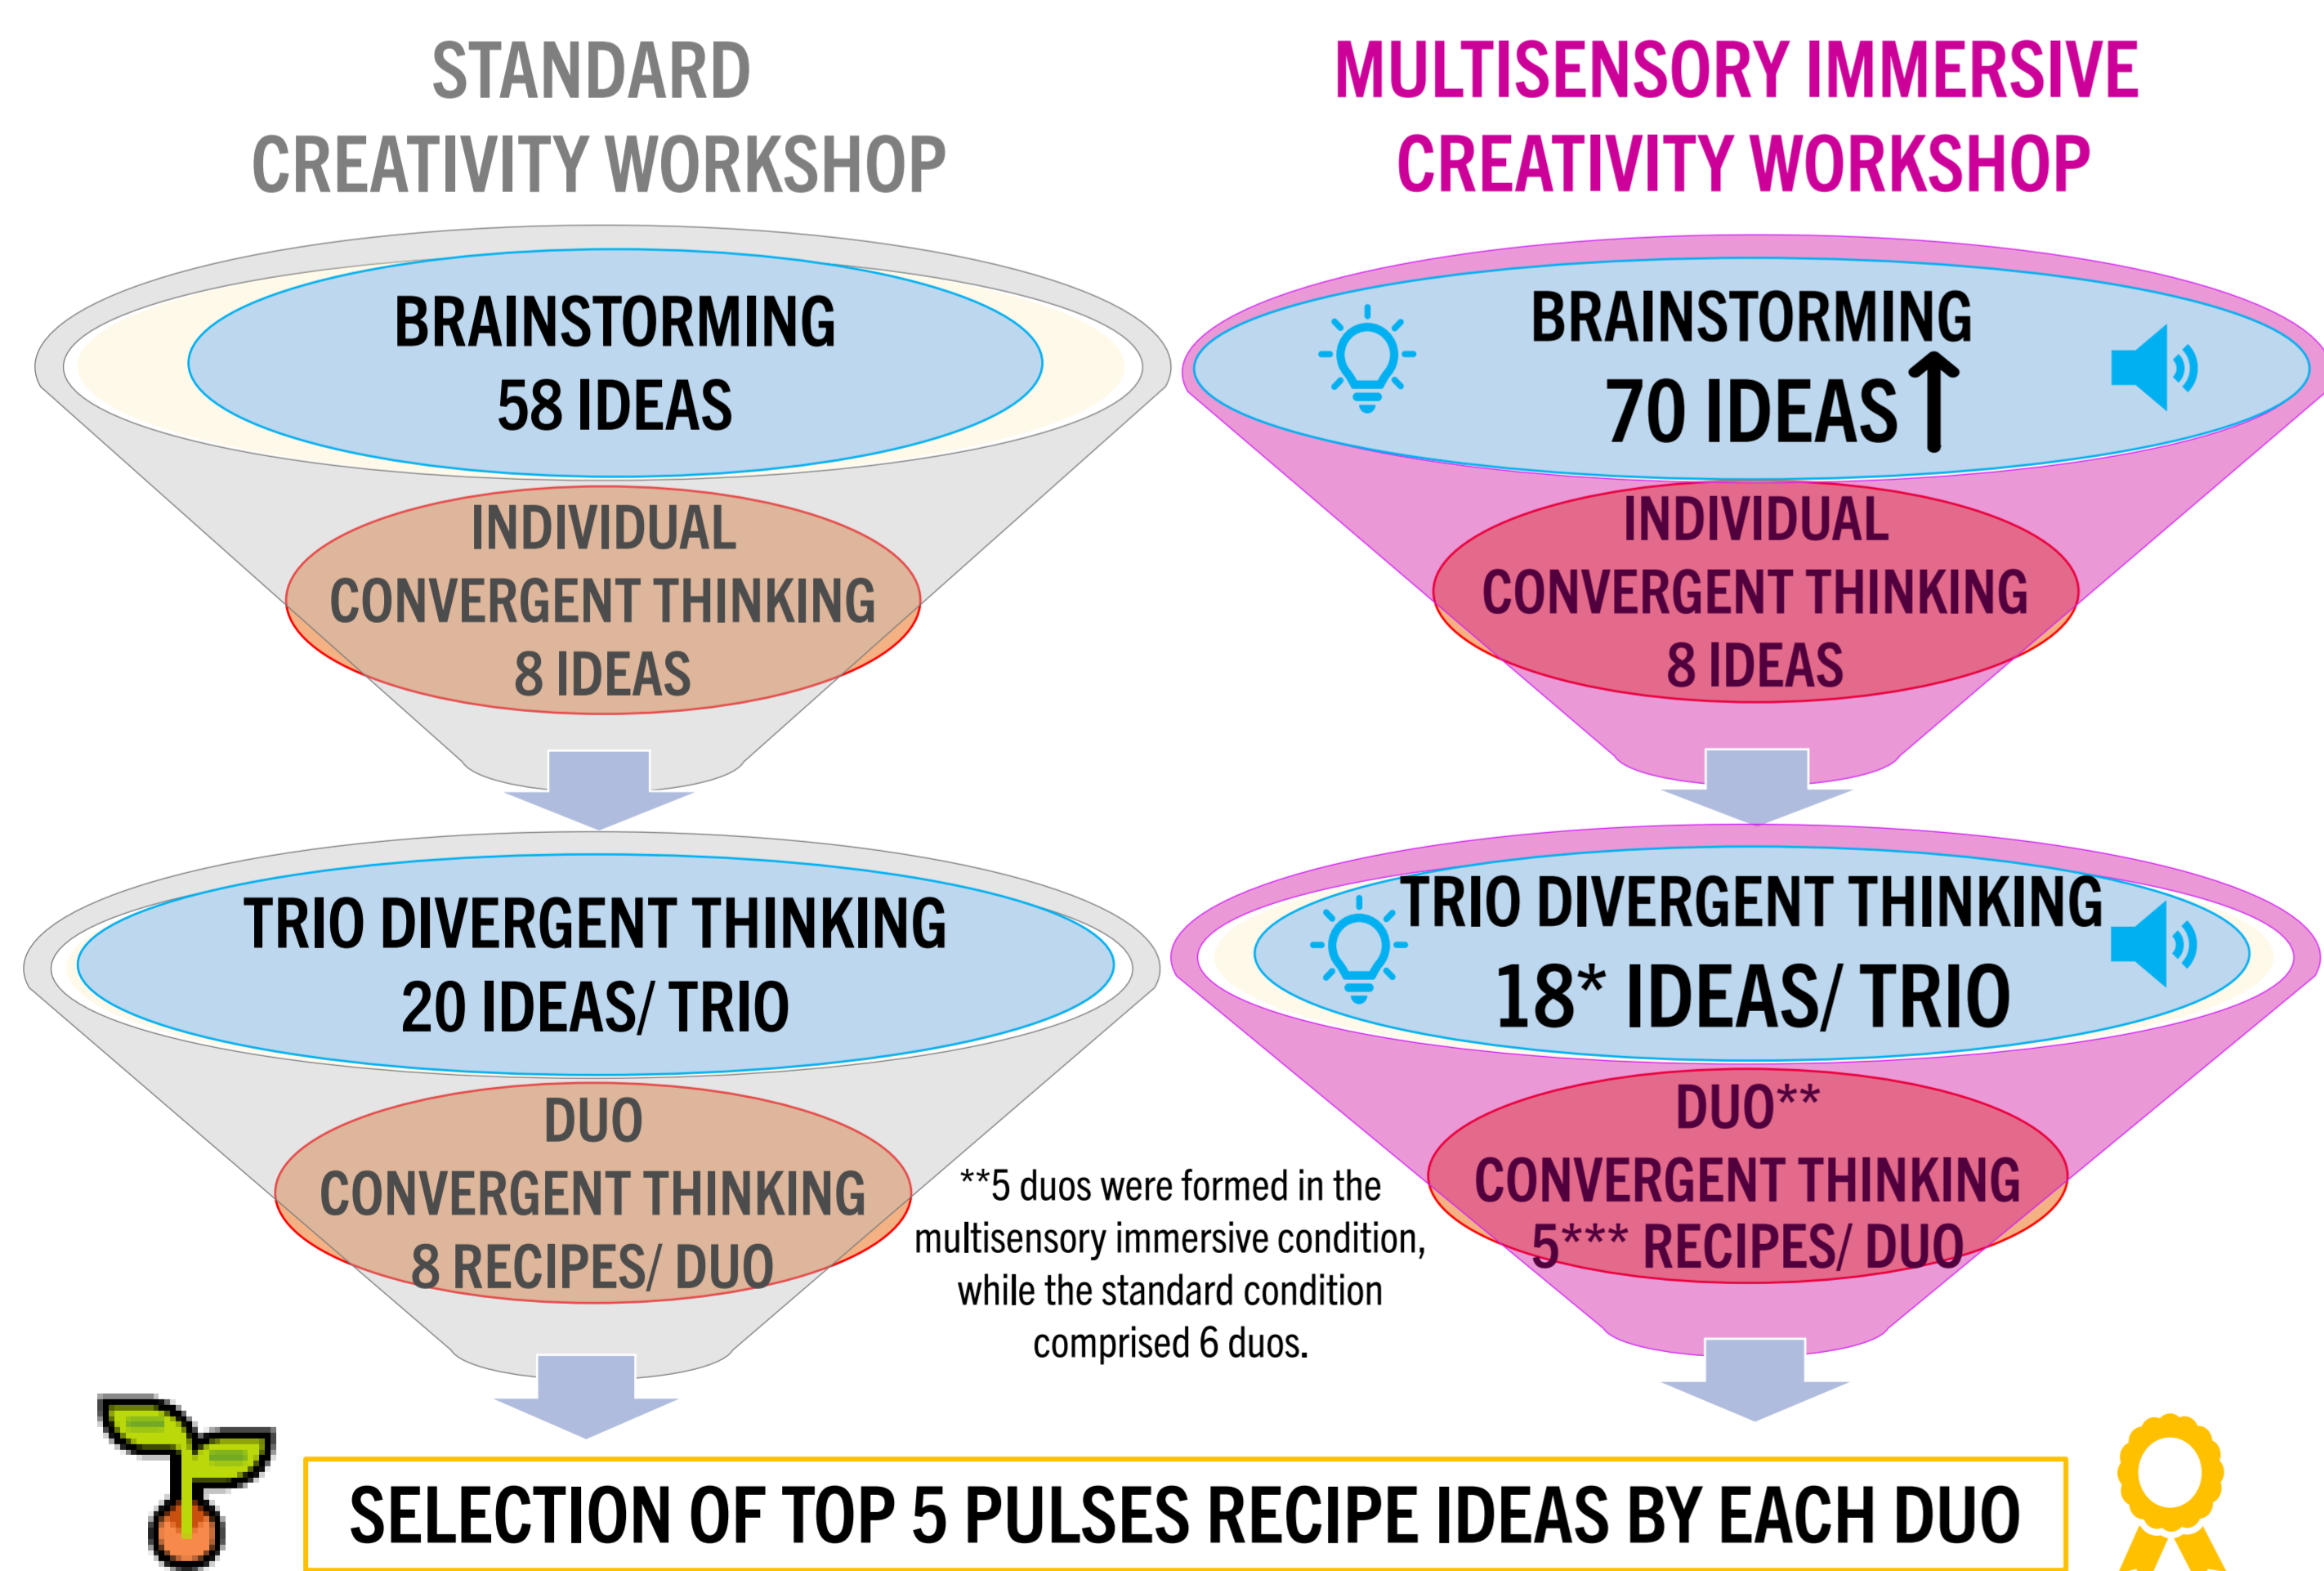 STANDARD
CREATIVITY WORKSHOP
BRAINSTORMING
58 IDEAS
INDIVIDUAL
CONVERGENT THINKING
8 IDEAS
TRIO DIVERGENT THINKING
20 IDEAS/ TRIO
DUO
CONVERGENT THINKING
8 RECIPES/ DUO
MULTISENSORY IMMERSIVE
CREATIVITY WORKSHOP
BRAINSTORMING
70 IDEAS
INDIVIDUAL
CONVERGENT THINKING
8 IDEAS
TRIO DIVERGENT THINKING
18* IDEAS/ TRIO
DUO**
CONVERGENT THINKING
5*** RECIPES/ DUO
**5 duos were formed in the
multisensory immersive condition,
while the standard condition
comprised 6 duos.
SELECTION OF TOP 5 PULSES RECIPE IDEAS BY EACH DUO